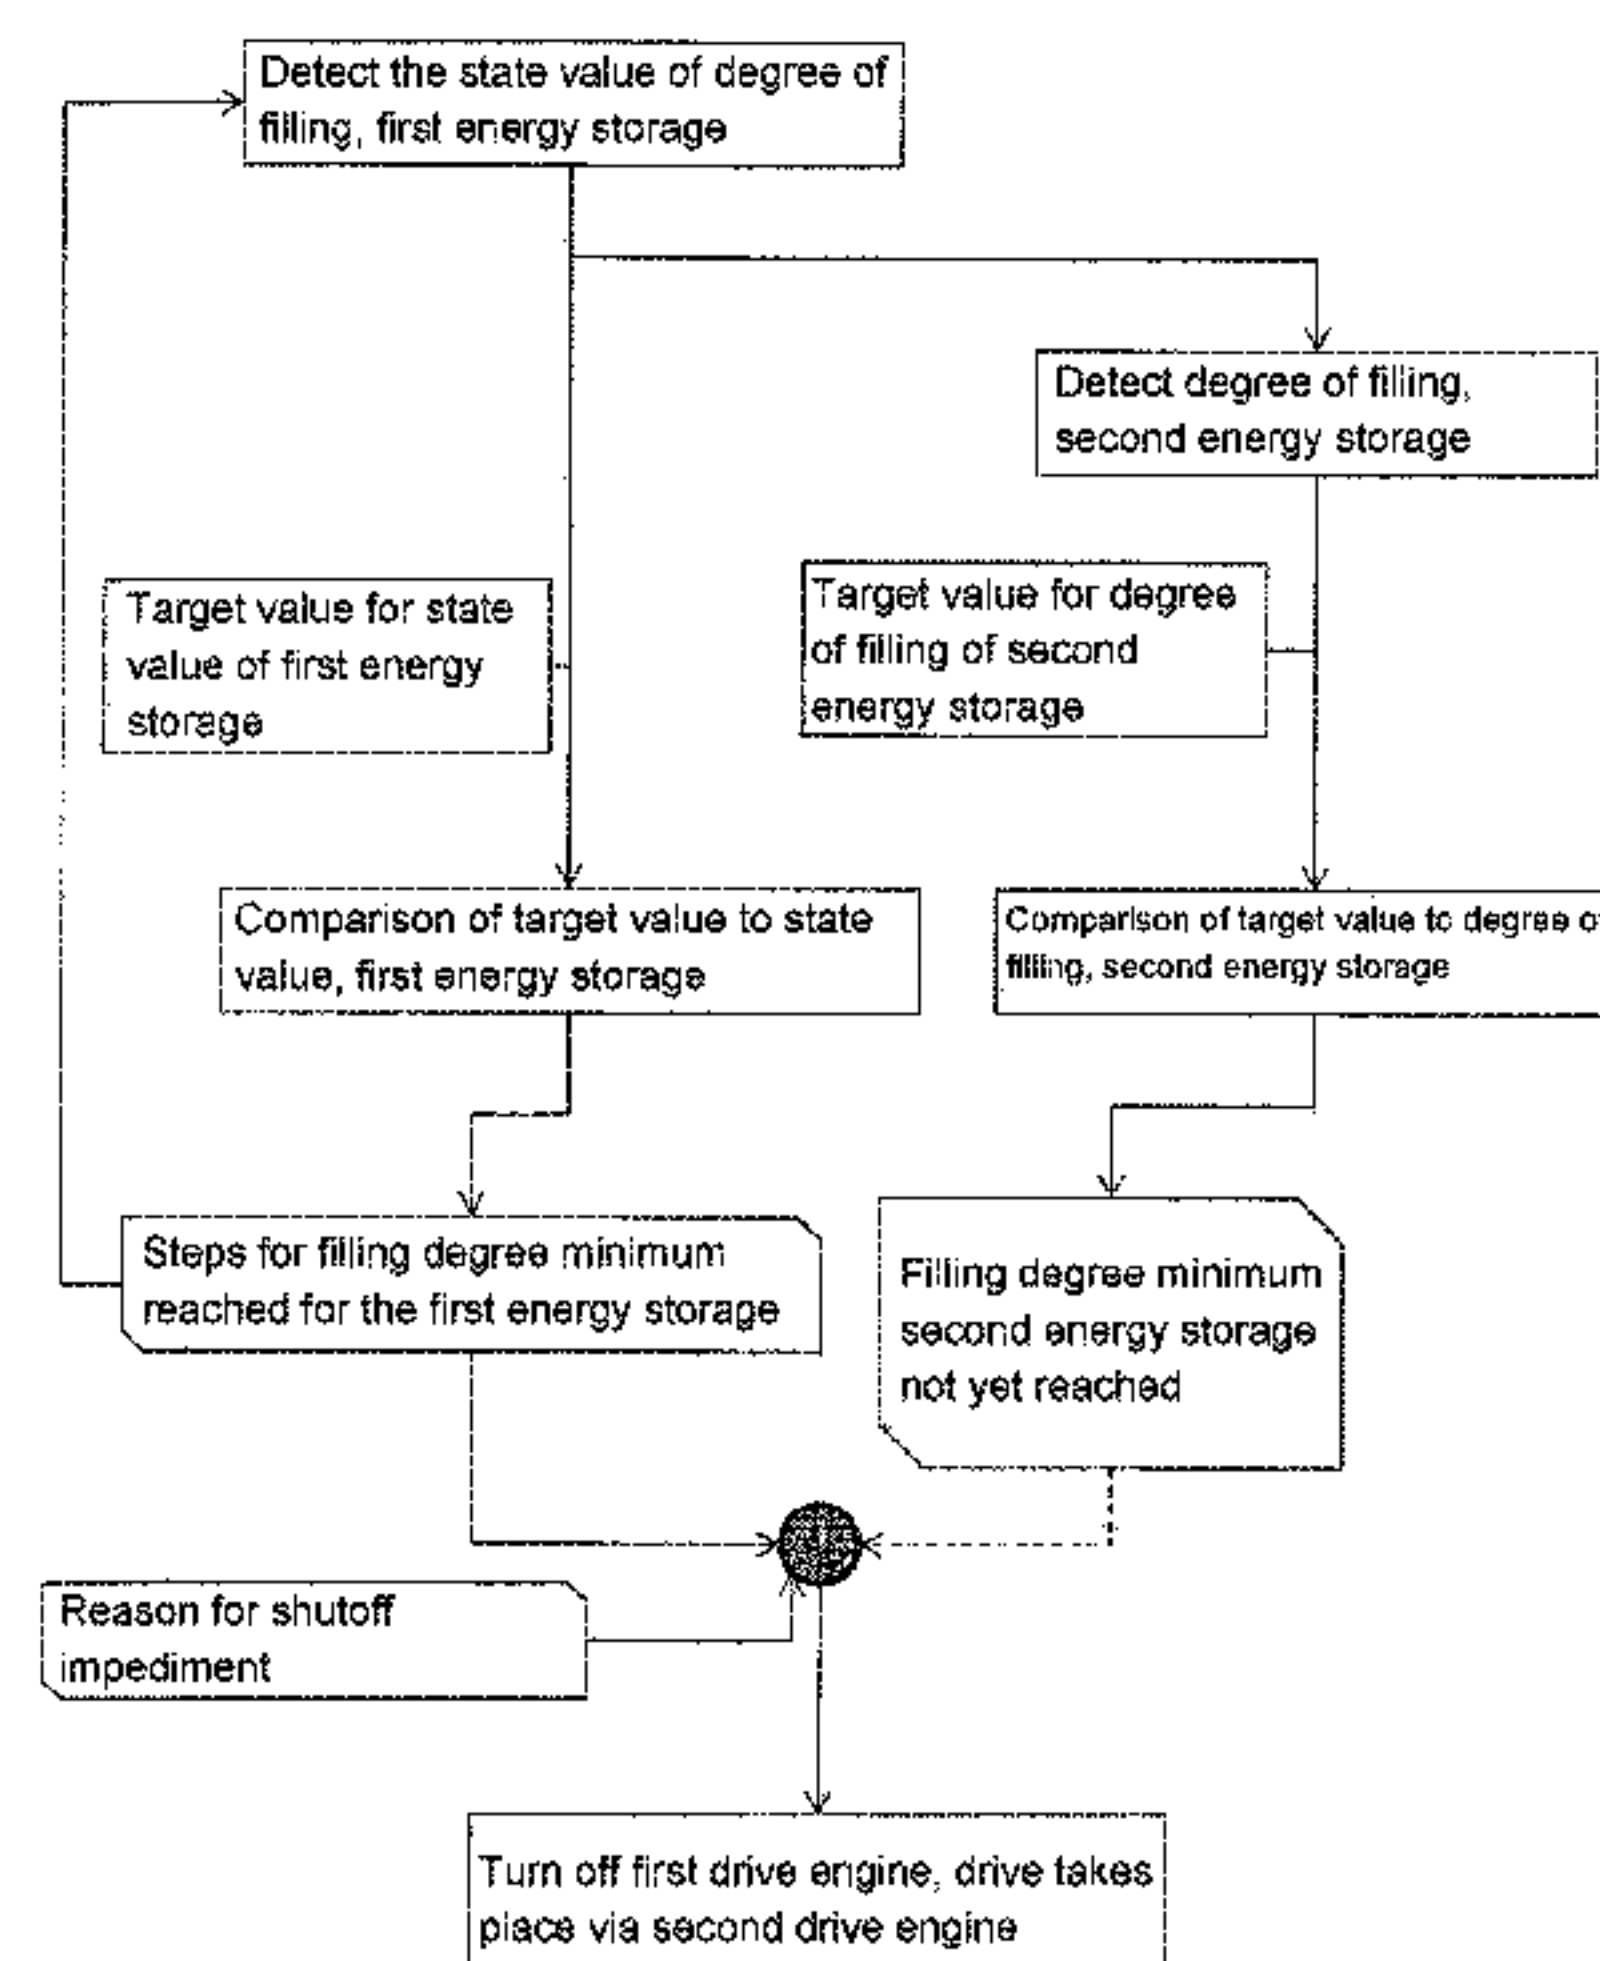 Detect the state value of degree of
filling, first energy storage
Detect degree of filling,
second energy storage
Target value for state
value of first energy
storage
Target value for degree
of filling of second
energy storage
Comparison of target value to state
value, first energy storage
Comparison of target value to degree of
filling, second energy storage
Steps for filling degree minimum
reached for the first energy storage
Filling degree minimum
second energy storage
not yet reached
Reason for shutoff
impediment
Turn off first drive engine, drive takes
place via second drive engine